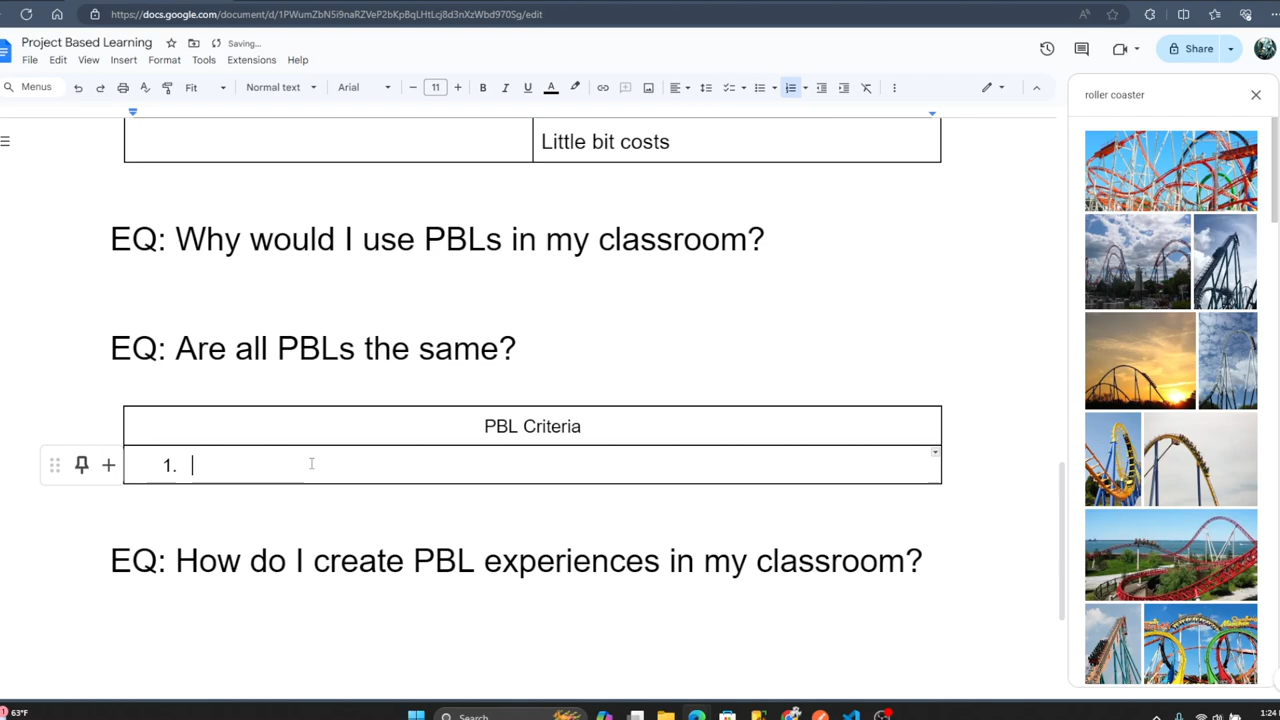 https://docs.google.com/document/d/1PWumZbN5i9naRZVeP2bKpBqLHtLcj8d3nXzWbd970Sg/edit
Project Based Learning
Saving...
File Edit View Insert Format Tools Extensions Help
Share
Menus
Fit
Normal text
Arial
11
roller coaster
Little bit costs
EQ: Why would I use PBLs in my classroom?
EQ: Are all PBLs the same?
PBL Criteria
1.
EQ: How do I create PBL experiences in my classroom?
63°F
Search
1:24